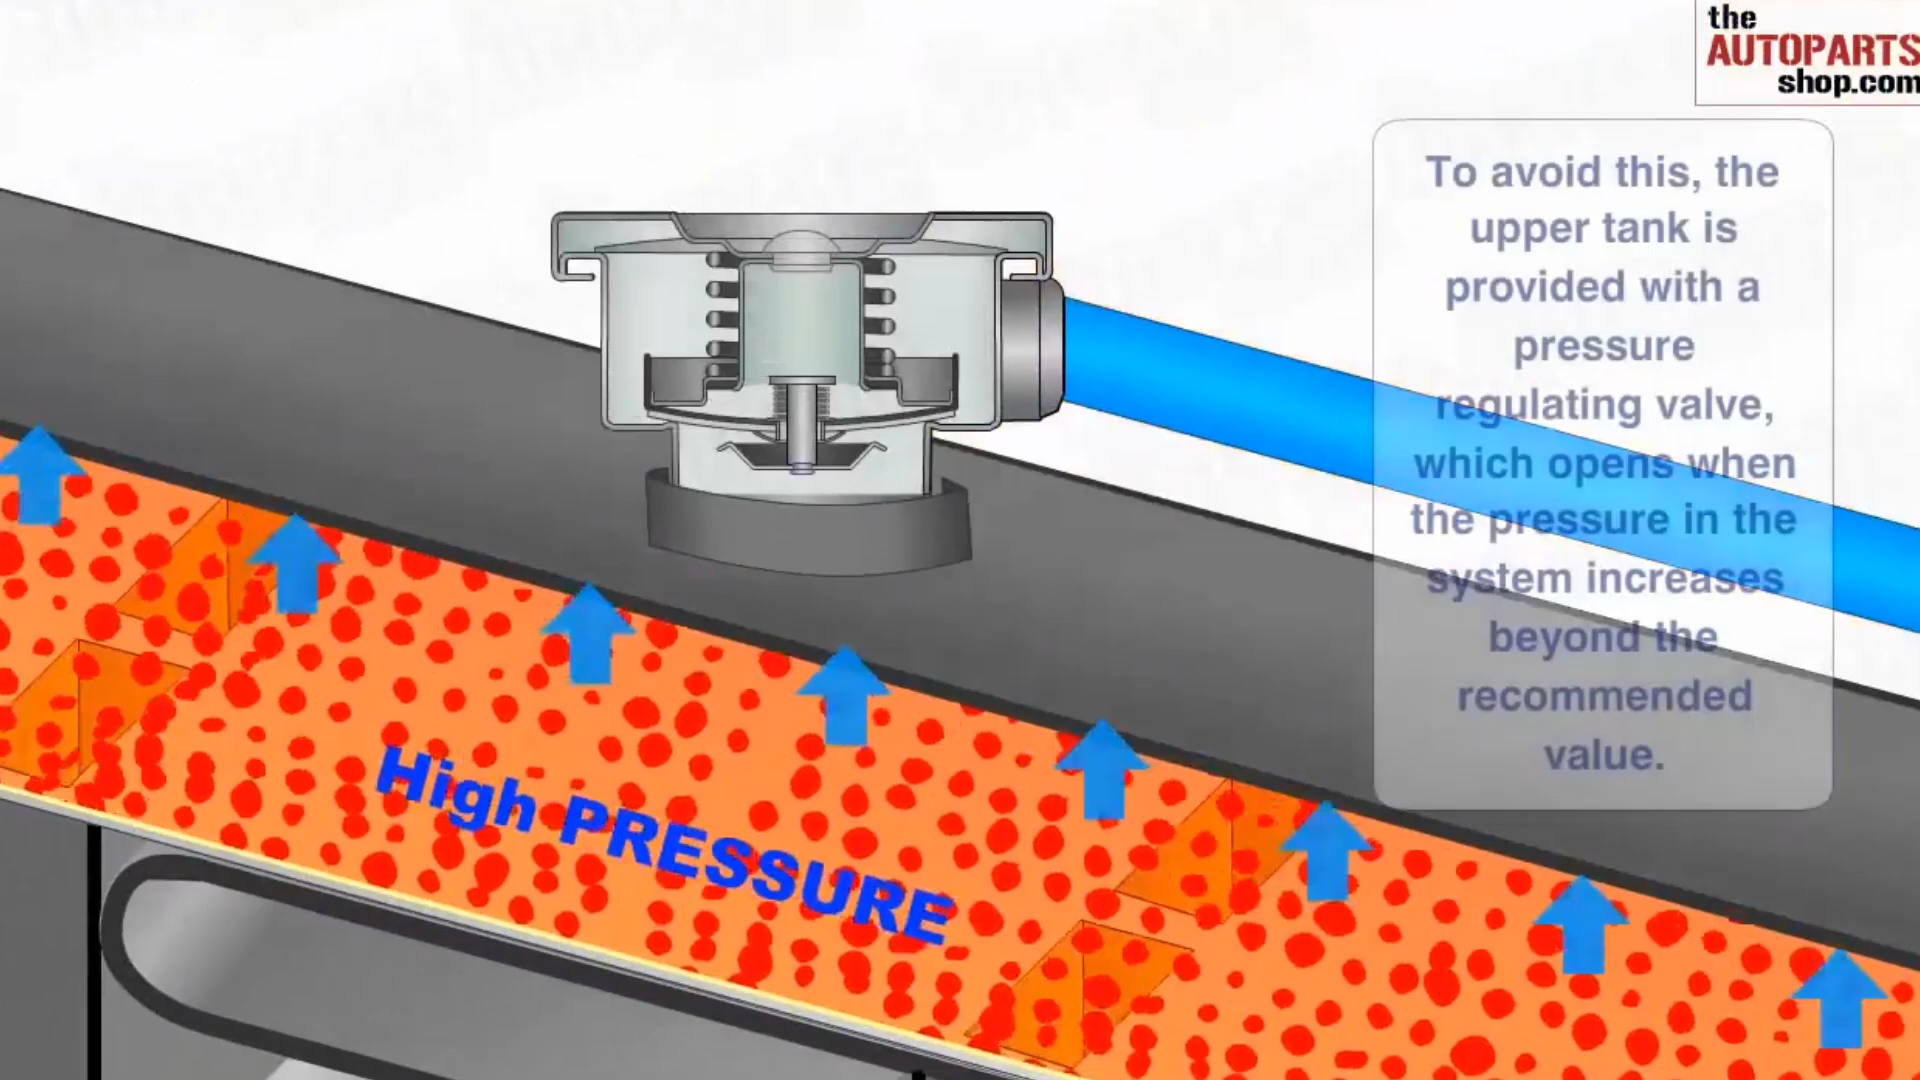 the
AUTOPARTS
shop.com
To avoid this, the
upper tank is
provided with a
pressure
regulating valve,
which opens when
the pressure in the
system increases
beyond the
recommended
value.
High PRESSURE